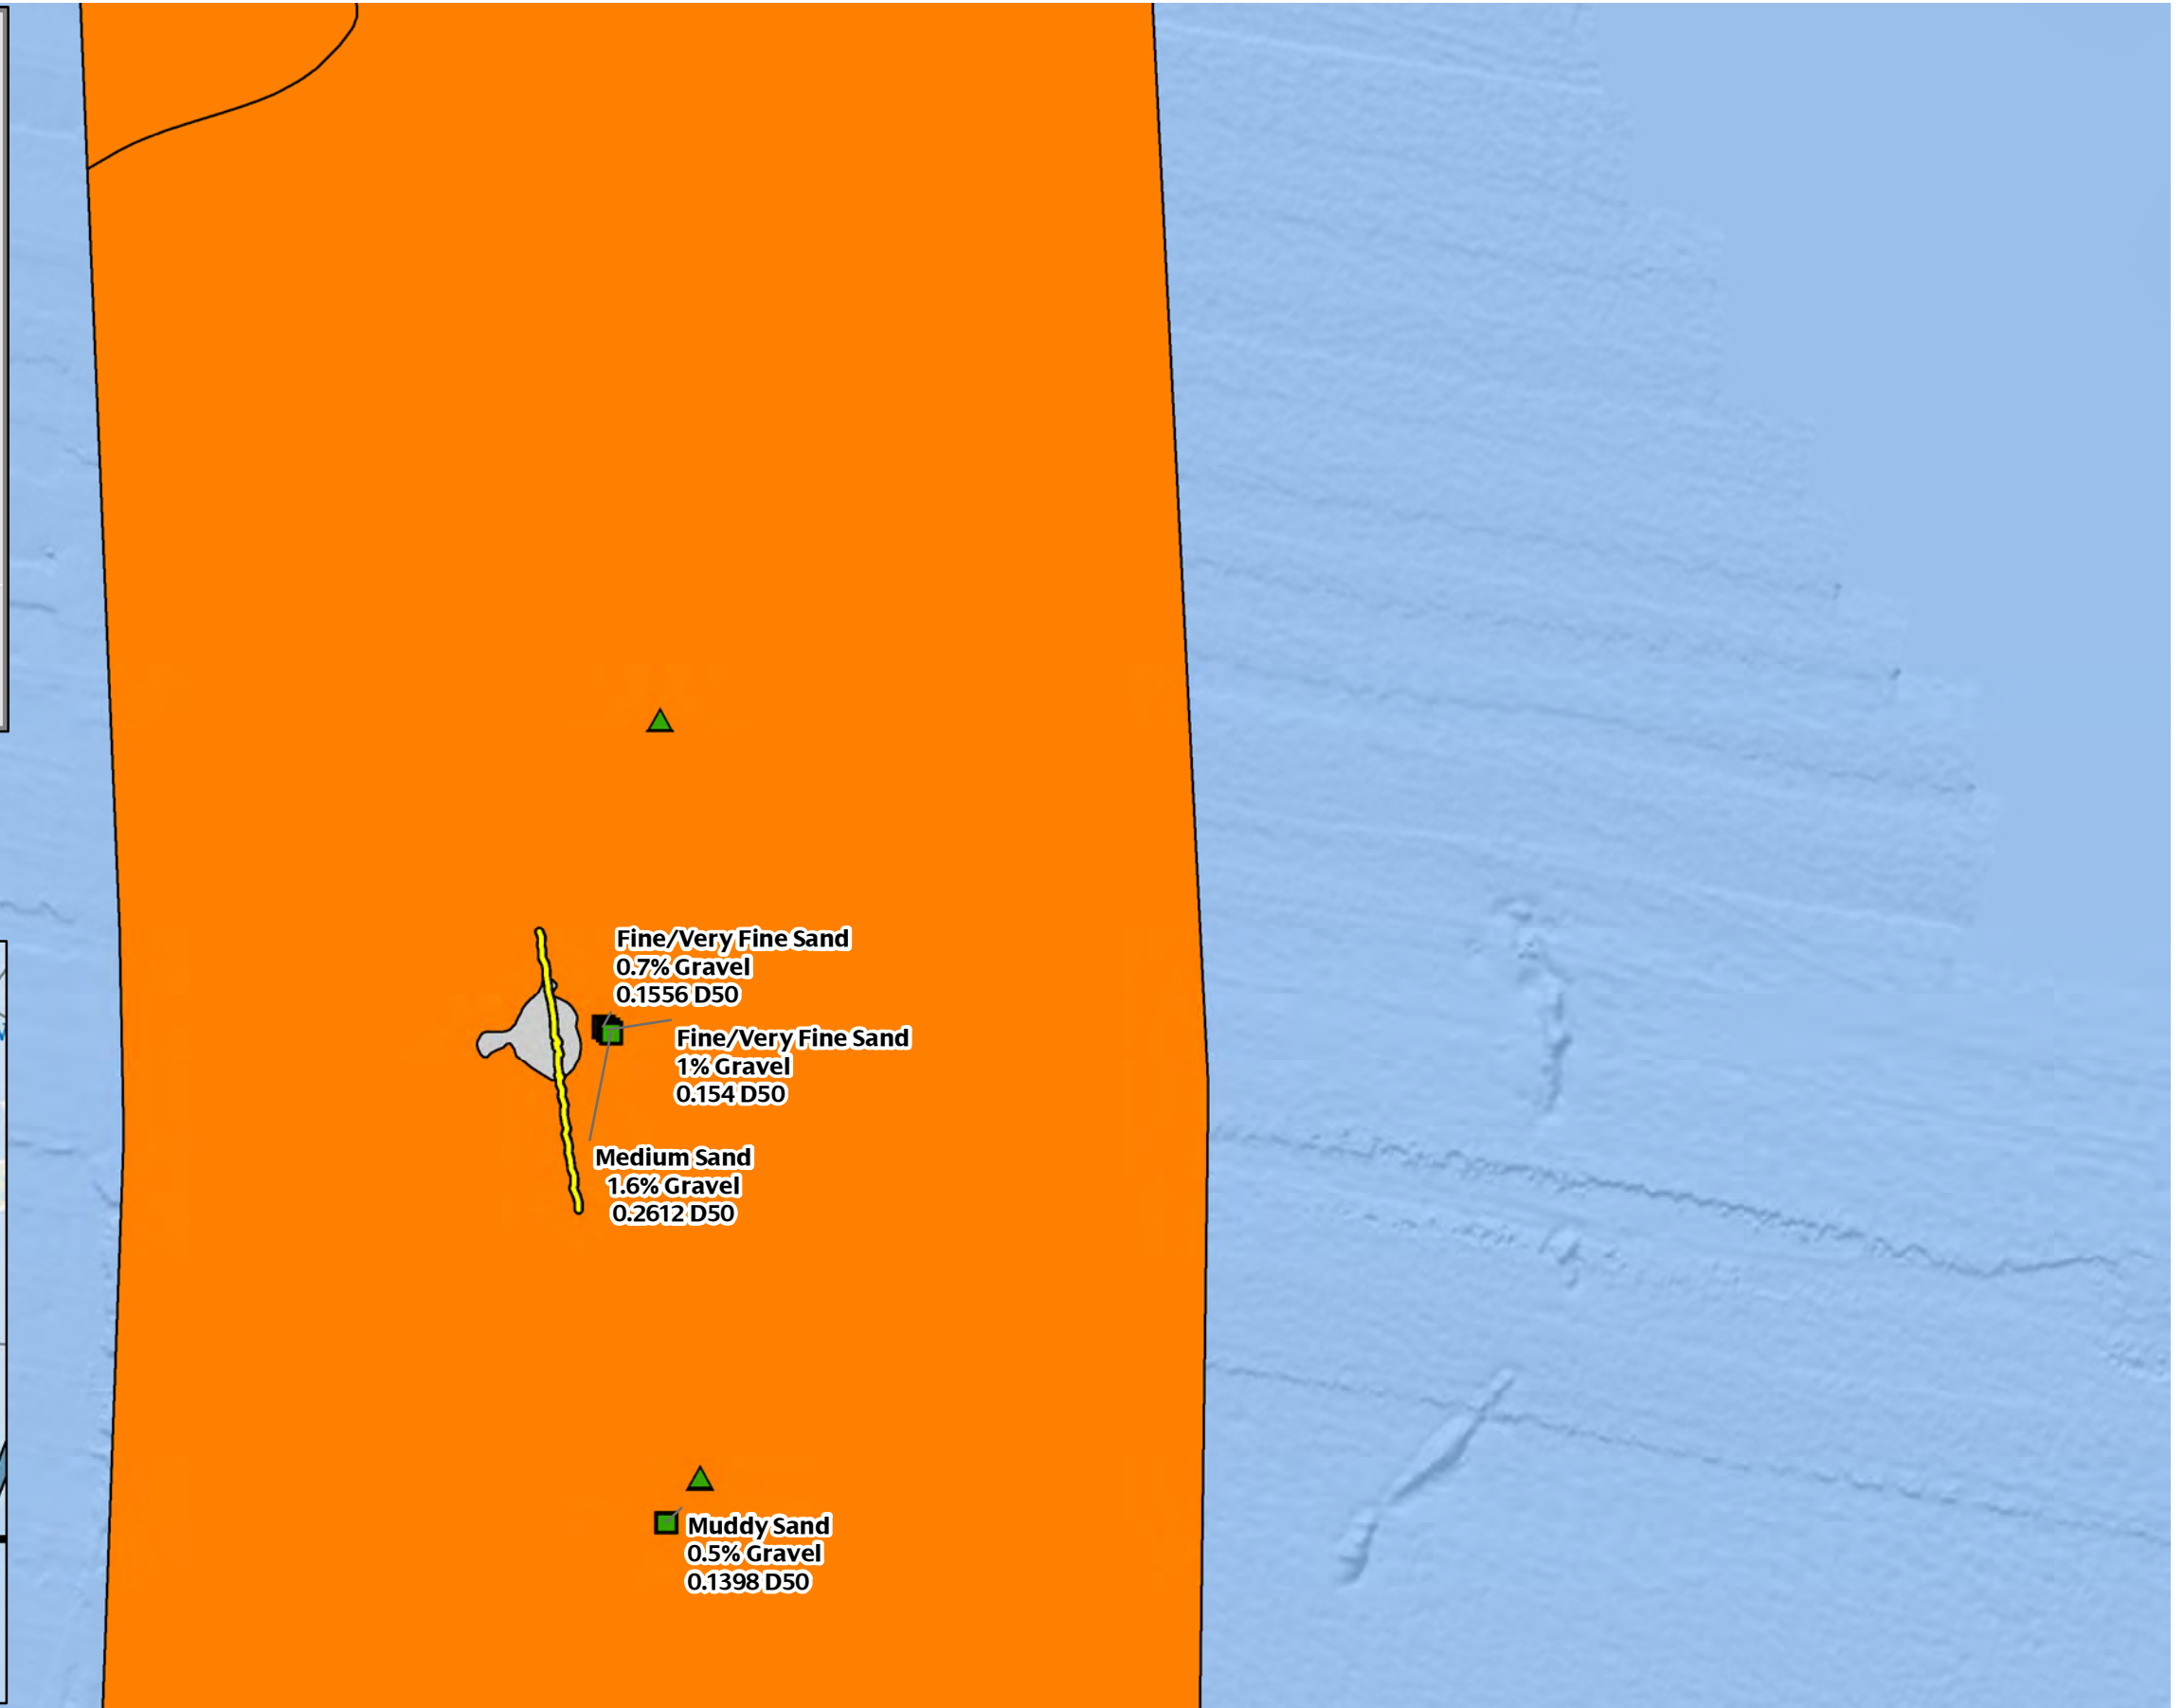 Fine/Very Fine Sand
0.7% Gravel
0.1556 D50
Fine/Very Fine Sand
1% Gravel
0.154 D50
Medium Sand
1.6% Gravel
0.2612 D50
Muddy Sand
0.5% Gravel
0.1398 D50